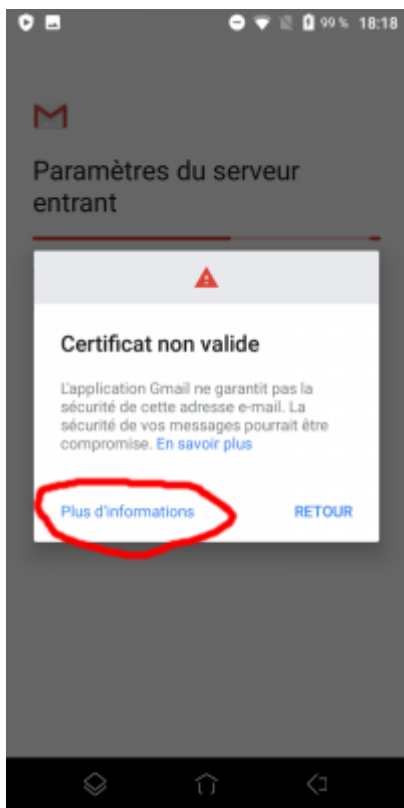 99 % 18:18
Paramètres du serveur
entrant
Certificat non valide
L'application Gmail ne garantit pas la
sécurité de cette adresse e-mail. La
sécurité de vos messages pourrait être
compromise. En savoir plus
Plus d'informations RETOUR